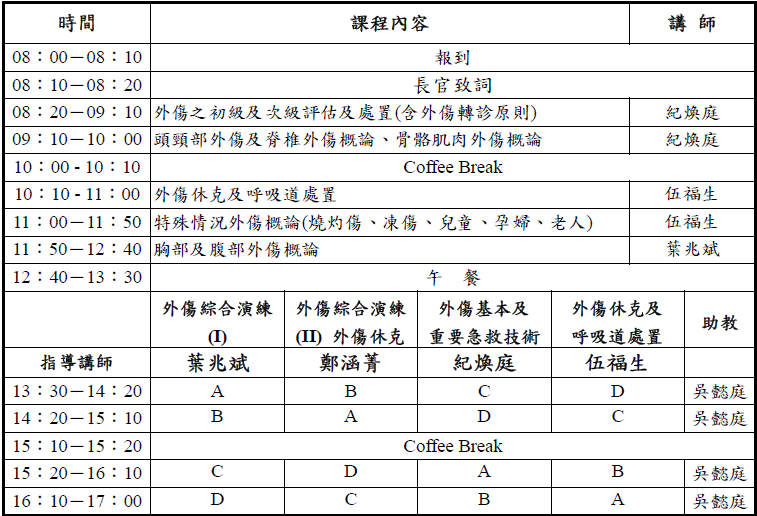 時間 課程內容 講 師
08：00－08：10 報到
08：10－08：20 長官致詞
08：20－09：10 外傷之初級及次級評估及處置(含外傷轉診原則) 紀煥庭
09：10－10：00 頭頸部外傷及脊椎外傷概論、骨骼肌肉外傷概論 紀煥庭
10：00 - 10：10 Coffee Break
10：10 - 11：00 外傷休克及呼吸道處置 伍福生
11：00－11：50 特殊情況外傷概論(燒灼傷、凍傷、兒童、孕婦、老人) 伍福生
11：50－12：40 胸部及腹部外傷概論 葉兆斌
12：40－13：30 午 餐
外傷綜合演練 外傷綜合演練 外傷基本及 外傷休克及 助教
(I) (II) 外傷休克 重要急救技術 呼吸道處置
指導講師 葉兆斌 鄭涵菁 紀煥庭 伍福生
13：30－14：20 A B C D 吳懿庭
14：20－15：10 B A D C 吳懿庭
15：10－15：20 Coffee Break
15：20－16：10 C D A B 吳懿庭
16：10－17：00 D C B A 吳懿庭